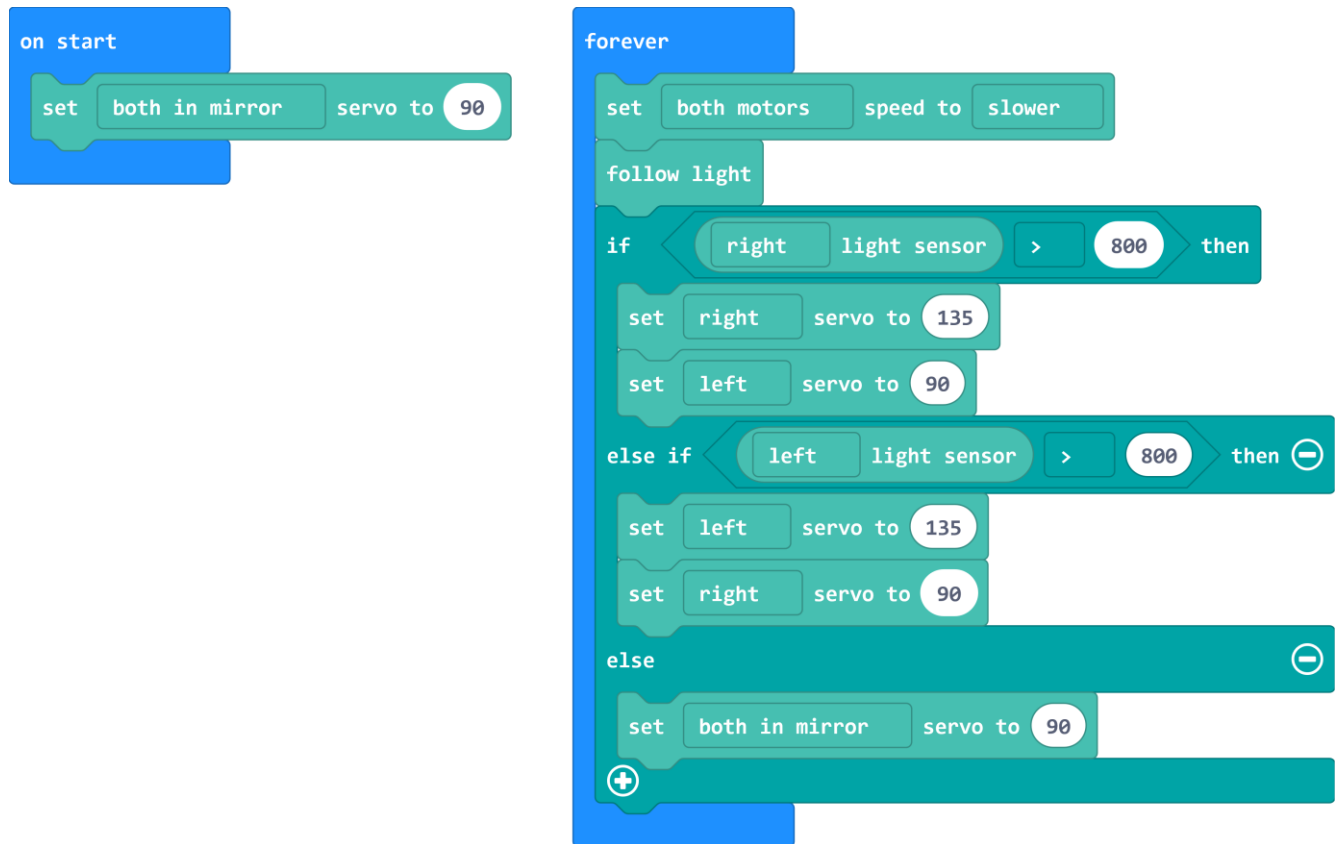 on start
set both in mirror servo to 90
forever
set both motors speed to slower
follow light
if right light sensor > 800 then
set right servo to 135
set left servo to 90
else if left light sensor > 800 then
set left servo to 135
set right servo to 90
else
set both in mirror servo to 90